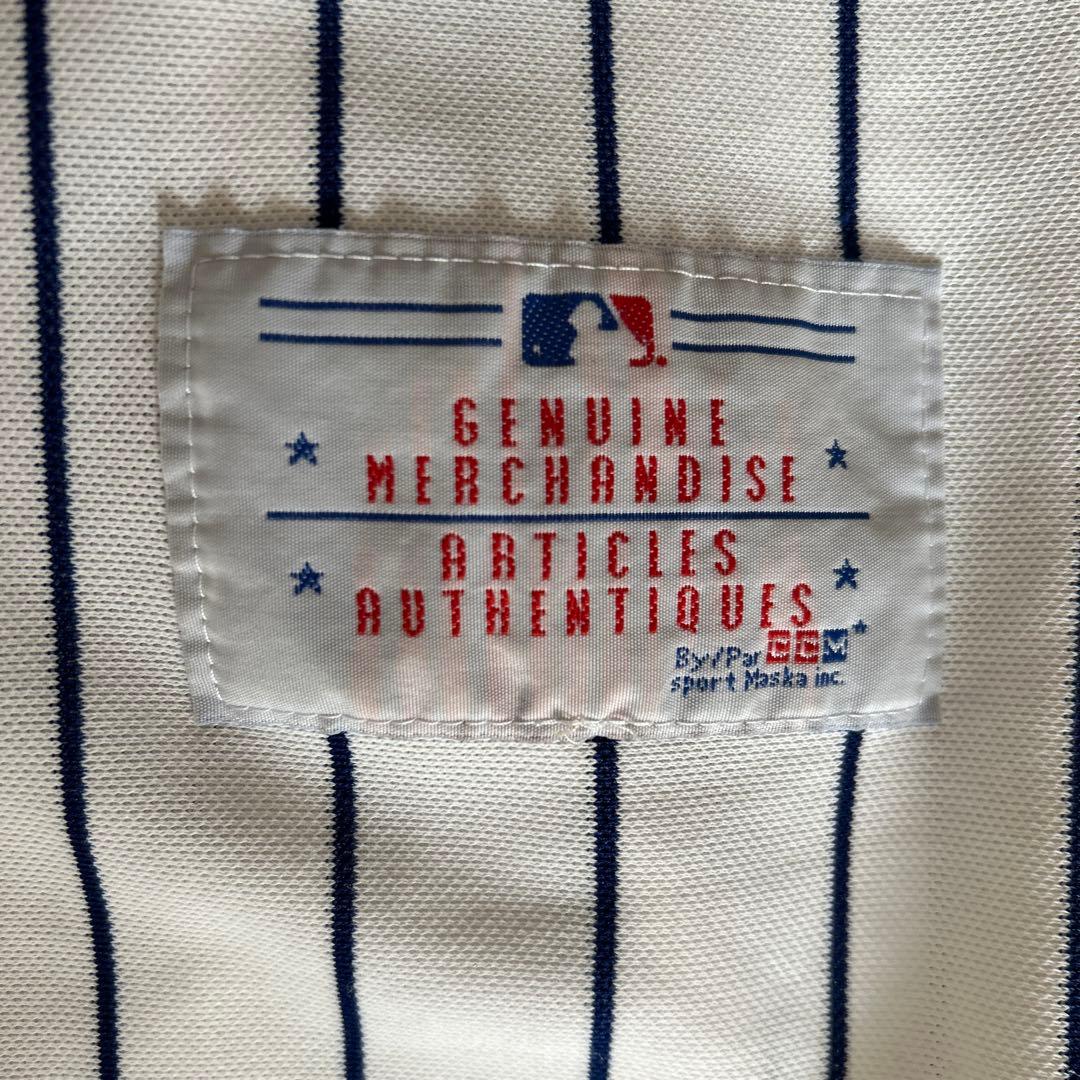 GENUINE
MERCHANDISE
ARTICLES
AUTHENTIQUES
By/Par CCM
sport Maska inc.